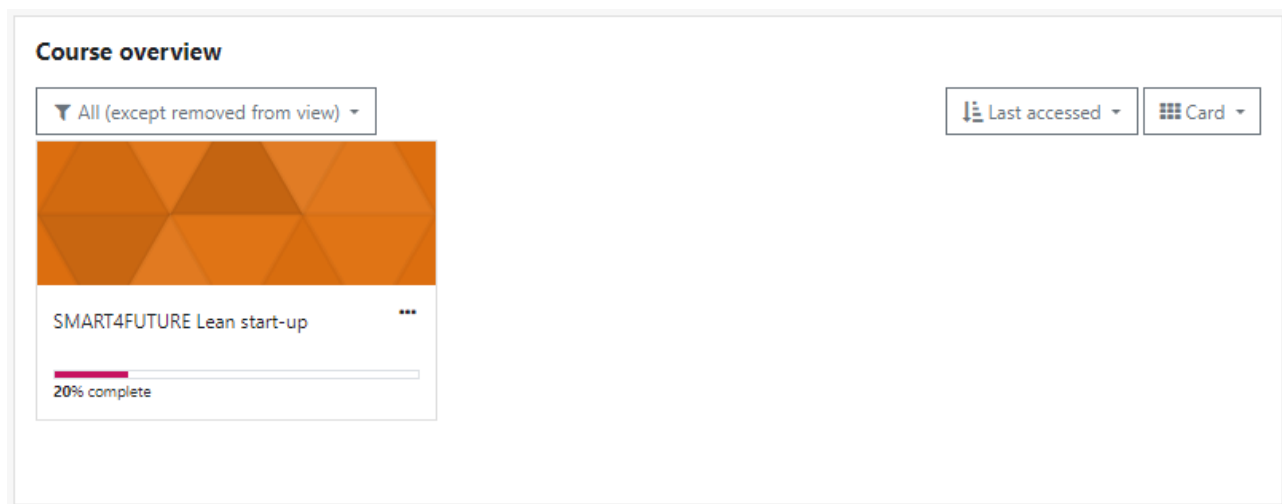 Course overview
All (except removed from view)
Last accessed
Card
SMART4FUTURE Lean start-up
20% complete